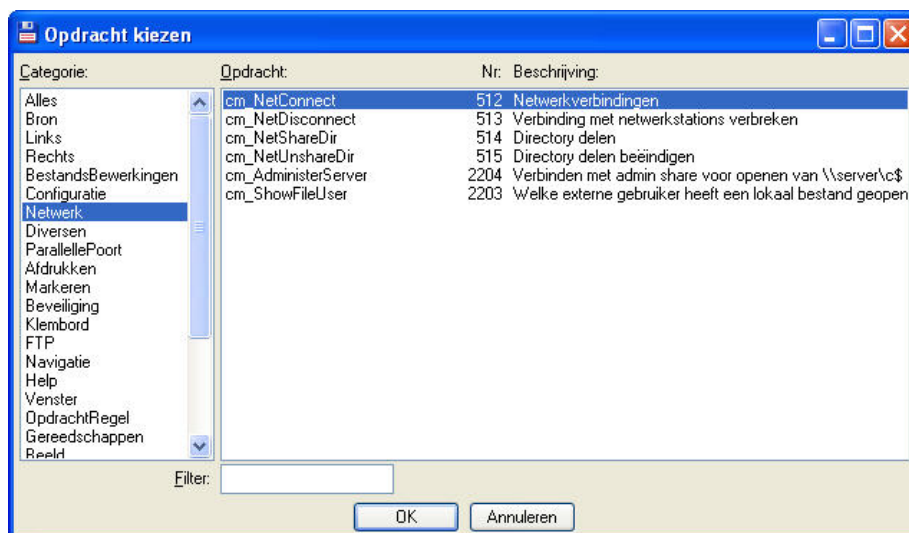 Opdracht kiezen
Categorie:
Opdracht: Nr: Beschrijving:
Alles
Bron
Links
Rechts
BestandsBewerkingen
Configuratie
Netwerk
Diversen
ParallellePoort
Afdrukken
Markeren
Beveiliging
Klembord
FTP
Navigatie
Help
Venster
OpdrachtRegel
Gereedschappen
Beeld
cm_NetConnect 512 Netwerkverbindingen
cm_NetDisconnect 513 Verbinding met netwerkstations verbreken
cm_NetShareDir 514 Directory delen
cm_NetUnshareDir 515 Directory delen beëindigen
cm_AdministerServer 2204 Verbinden met admin share voor openen van \\server\c$
cm_ShowFileUser 2203 Welke externe gebruiker heeft een lokaal bestand geopen
Filter:
OK
Annuleren